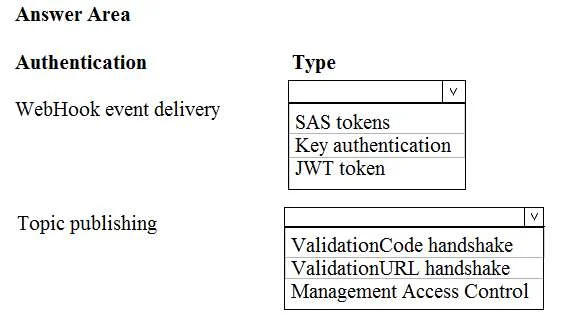 Answer Area
Authentication Type
WebHook event delivery
SAS tokens
Key authentication
JWT token
Topic publishing
ValidationCode handshake
ValidationURL handshake
Management Access Control